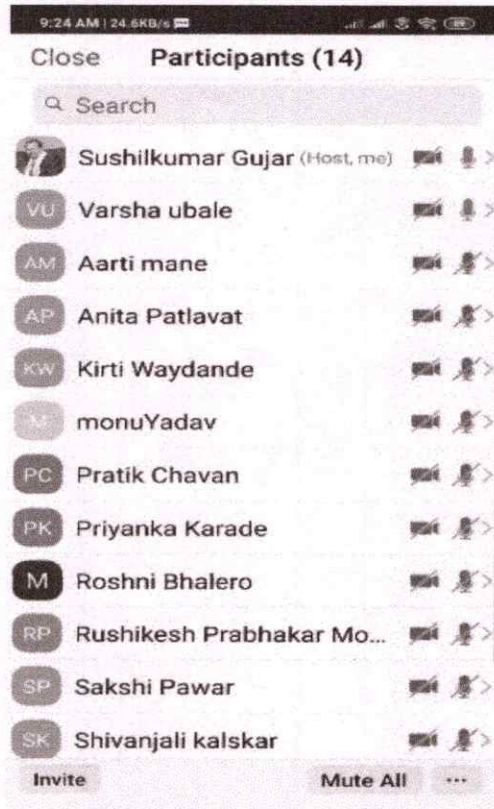 9:24 AM | 24.6KB/s
Close Participants (14)
Search
Sushilkumar Gujar (Host, me)
VU Varsha ubale
AM Aarti mane
AP Anita Patlavat
KW Kirti Waydande
M monuYadav
PC Pratik Chavan
PK Priyanka Karade
M Roshni Bhalero
RP Rushikesh Prabhakar Mo...
SP Sakshi Pawar
SK Shivanjali kalskar
Invite Mute All ...